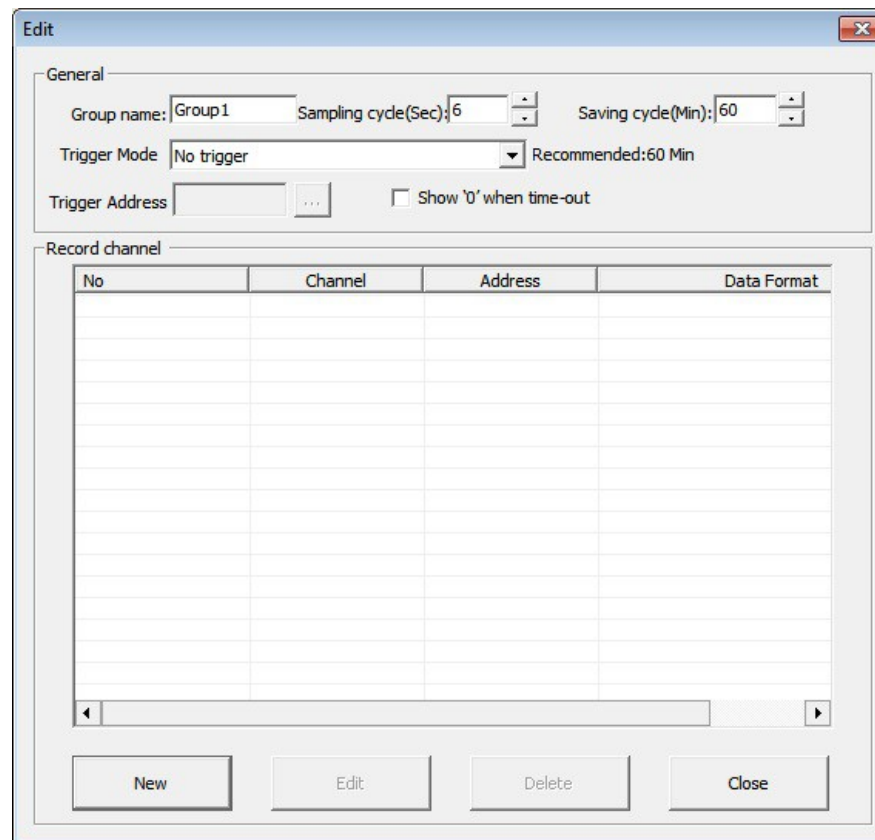 Edit
General
Group name: Group1 Sampling cycle(Sec): 6 Saving cycle(Min): 60
Trigger Mode No trigger Recommended:60 Min
Trigger Address ... Show '0' when time-out
Record channel
No Channel Address Data Format
New Edit Delete Close